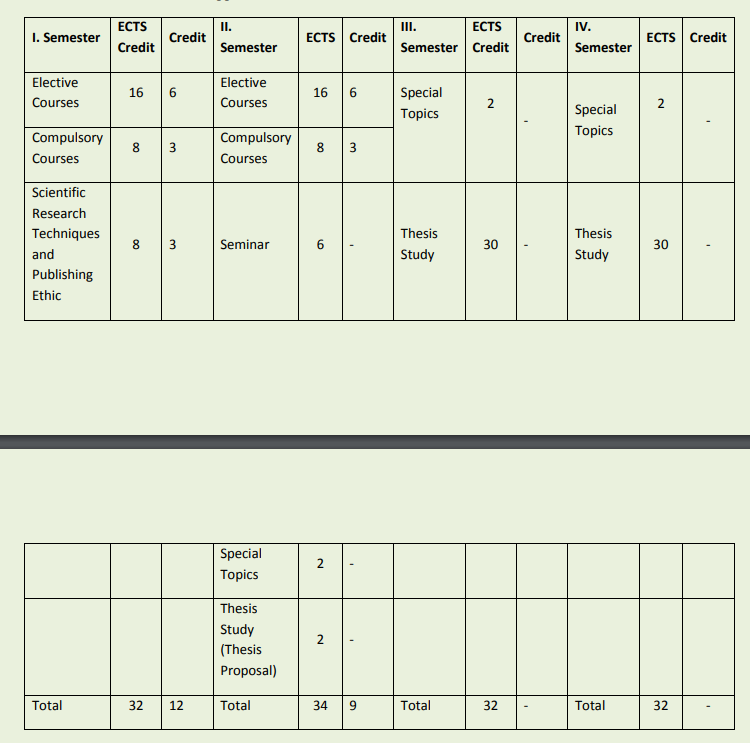 I. Semester | ECTS Credit | Credit | II. Semester | ECTS | Credit | III. Semester | ECTS Credit | Credit | IV. Semester | ECTS | Credit
Elective Courses | 16 | 6 | Elective Courses | 16 | 6 | Special Topics | 2 | - | Special Topics | 2 | -
Compulsory Courses | 8 | 3 | Compulsory Courses | 8 | 3
Scientific Research Techniques and Publishing Ethic | 8 | 3 | Seminar | 6 | - | Thesis Study | 30 | - | Thesis Study | 30 | -
Special Topics | 2 | -
Thesis Study (Thesis Proposal) | 2 | -
Total | 32 | 12 | Total | 34 | 9 | Total | 32 | - | Total | 32 | -